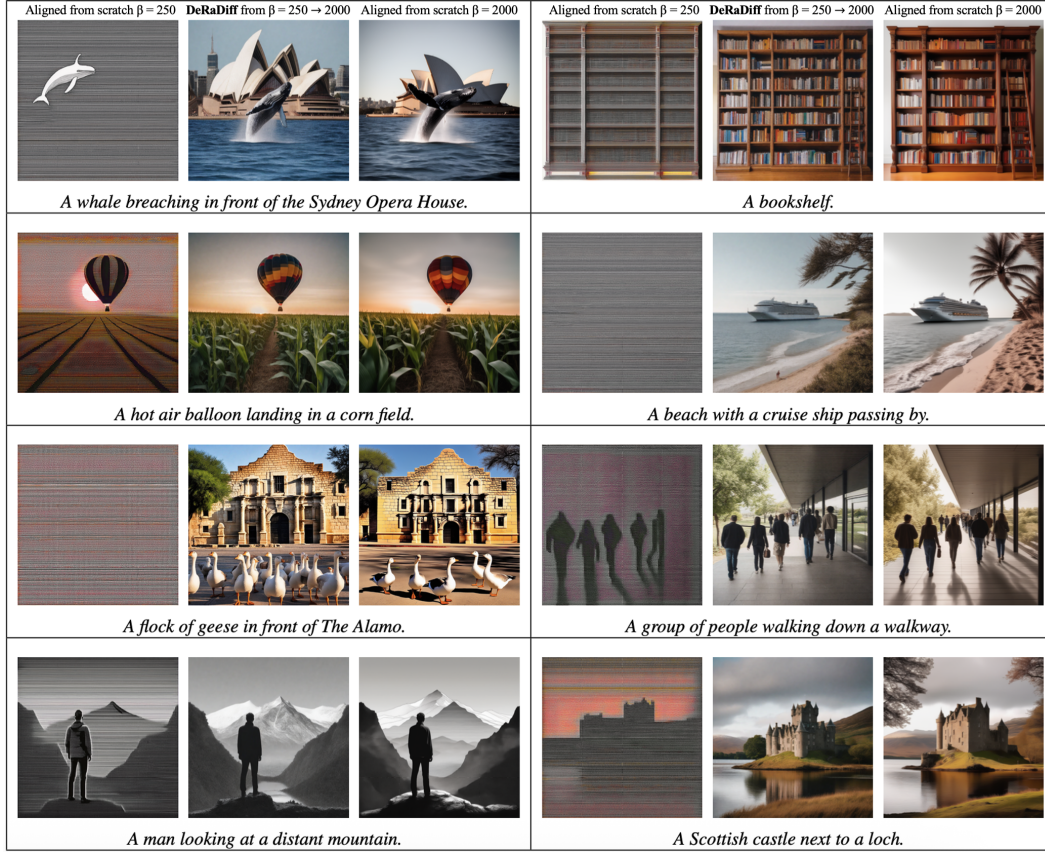 Aligned from scratch β = 250 DeRaDiff from β = 250 → 2000 Aligned from scratch β = 2000
Aligned from scratch β = 250 DeRaDiff from β = 250 → 2000 Aligned from scratch β = 2000
A whale breaching in front of the Sydney Opera House.
A bookshelf.
A hot air balloon landing in a corn field.
A beach with a cruise ship passing by.
A flock of geese in front of The Alamo.
A group of people walking down a walkway.
A man looking at a distant mountain.
A Scottish castle next to a loch.